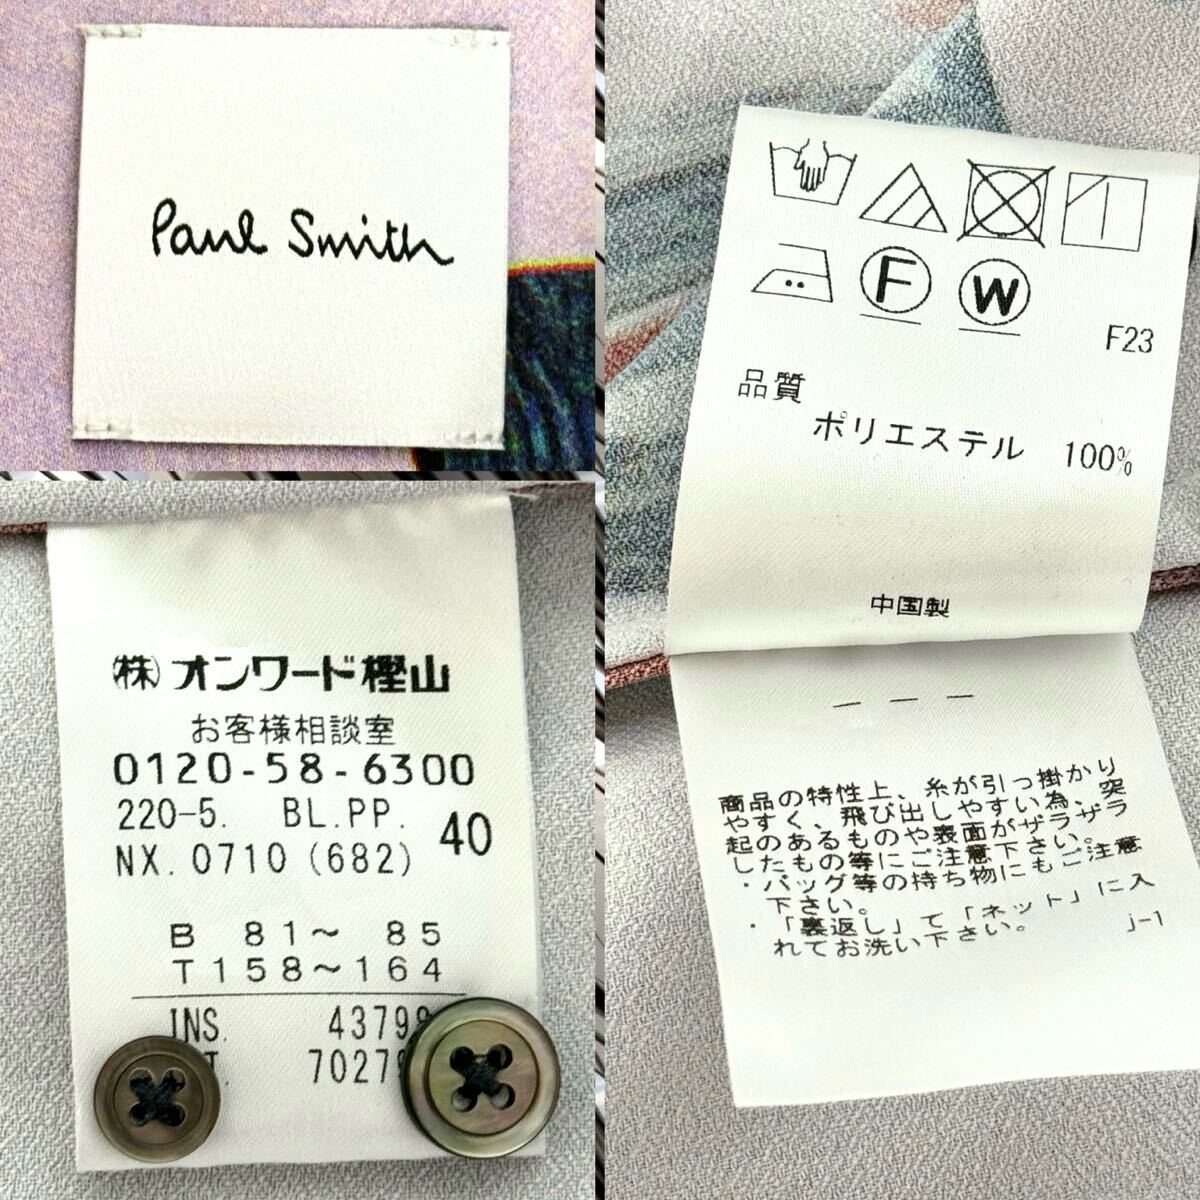 Paul Smith
F
W
F23
品質
ポリエステル 100%
中国製
㈱オンワード樫山
お客様相談室
0120-58-6300
220-5. BL.PP. 40
NX. 0710 (682)
B 81～ 85
T158～164
INS. 4379
7027
商品の特性上、糸が引っ掛かり
やすく、飛び出しやすい為、突
起のあるものや表面がザラザラ
したもの等にご注意下さい。
・バッグ等の持ち物にもご注意
下さい。
・「裏返し」て「ネット」に入
れてお洗い下さい。 j-1